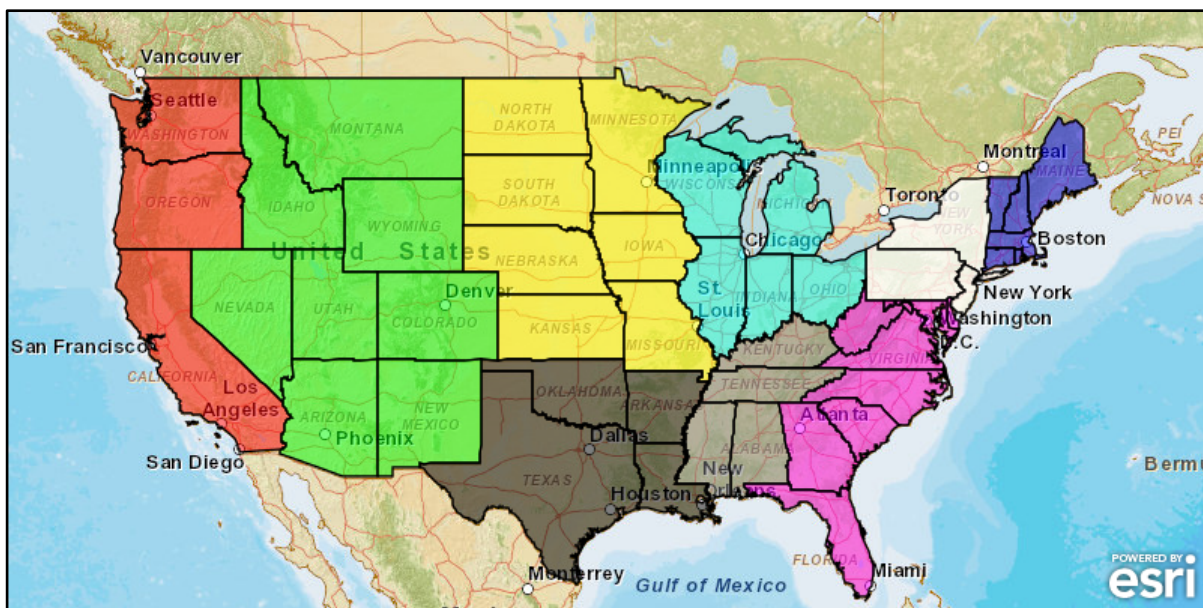 Vancouver
Seattle
WASHINGTON
MONTANA
NORTH
DAKOTA
MINNESOTA
Minneapolis
WISCONS
SOUTH
DAKOTA
OREGON
IDAHO
WYOMING
MICHIGAN
Toronto
Montreal
MAINE
PEI
NOVA S
NEW
YORK
Boston
United States
Chicago
IOWA
NEBRASKA
NEVADA
UTAH
Denver
COLORADO
KANSAS
St.
Louis
MISSOURI
INDIANA
OHIO
New York
Washington
D.C.
VIRGINIA
KENTUCKY
TENNESSEE
San Francisco
CALIFORNIA
Los
Angeles
San Diego
ARIZONA
Phoenix
NEW
MEXICO
OKLAHOMA
ARKANSAS
Dallas
TEXAS
Houston
ALABAMA
Atlanta
New
Orleans
FLORIDA
Miami
Bermu
Monterrey
Gulf of Mexico
POWERED BY
esri